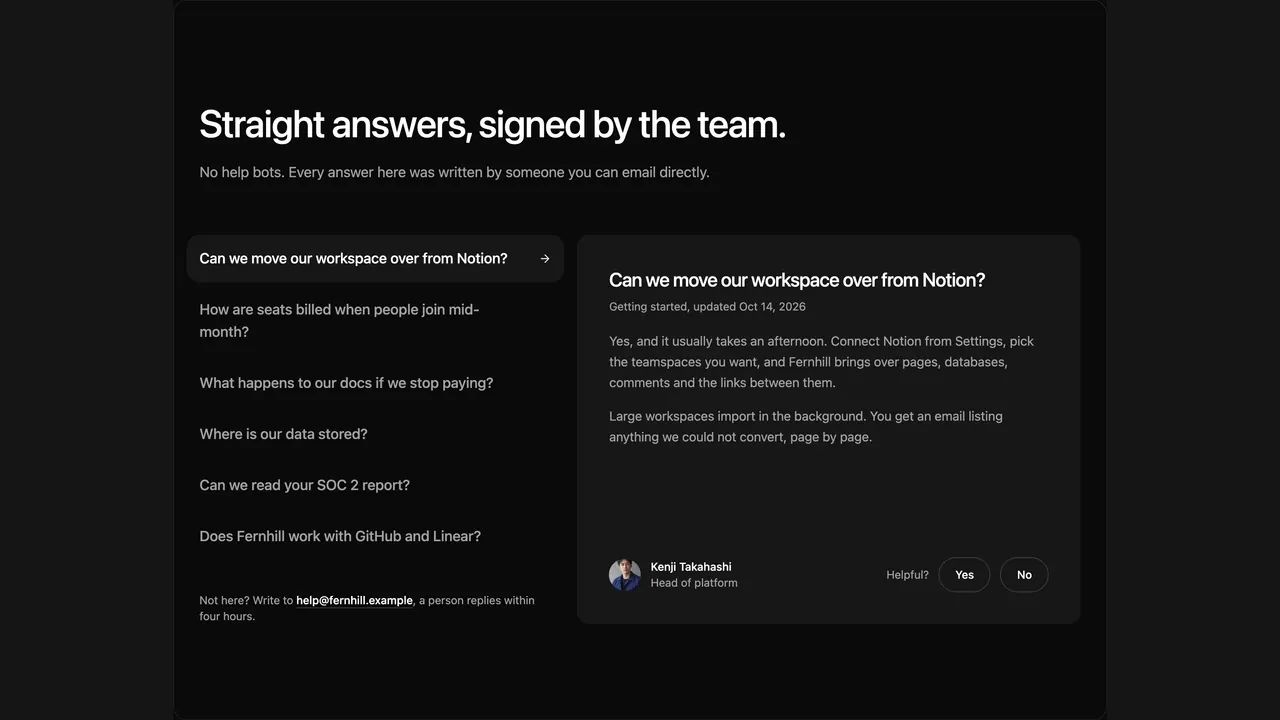 Straight answers, signed by the team.
No help bots. Every answer here was written by someone you can email directly.
Can we move our workspace over from Notion?
How are seats billed when people join mid-
month?
What happens to our docs if we stop paying?
Where is our data stored?
Can we read your SOC 2 report?
Does Fernhill work with GitHub and Linear?
Not here? Write to help@fernhill.example, a person replies within
four hours.
Can we move our workspace over from Notion?
Getting started, updated Oct 14, 2026
Yes, and it usually takes an afternoon. Connect Notion from Settings, pick
the teamspaces you want, and Fernhill brings over pages, databases,
comments and the links between them.
Large workspaces import in the background. You get an email listing
anything we could not convert, page by page.
Kenji Takahashi
Head of platform
Helpful? Yes No